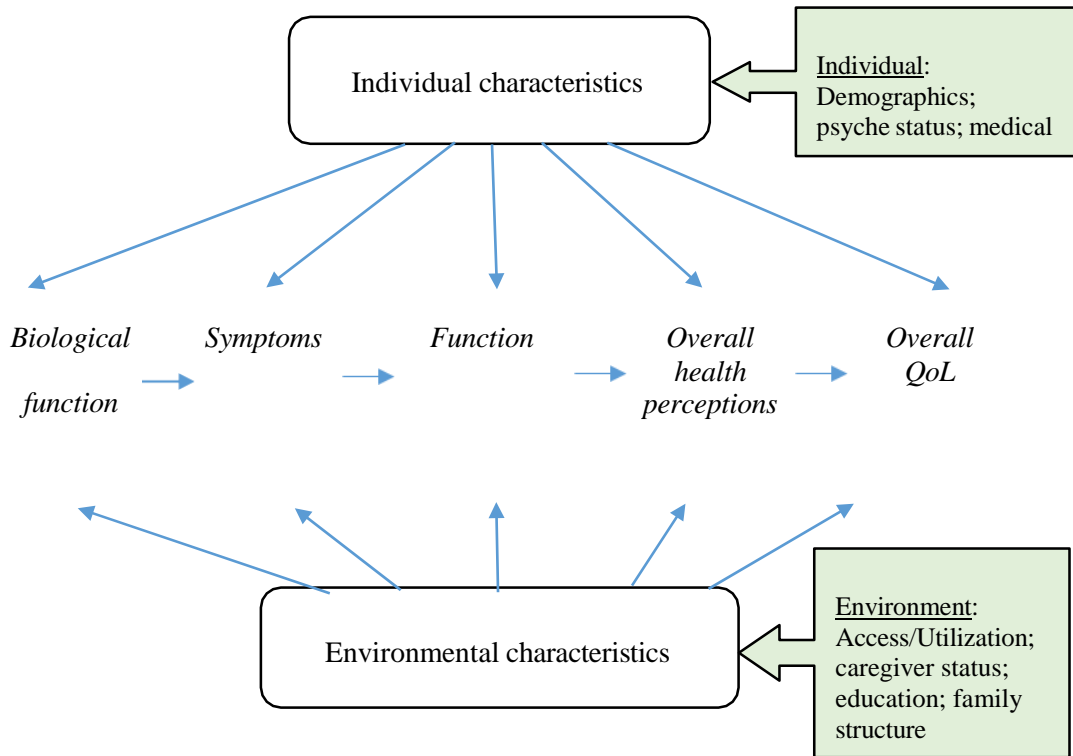 Individual characteristics
Individual:
Demographics;
psyche status; medical
Biological
function
Symptoms
Function
Overall
health
perceptions
Overall
QoL
Environmental characteristics
Environment:
Access/Utilization;
caregiver status;
education; family
structure